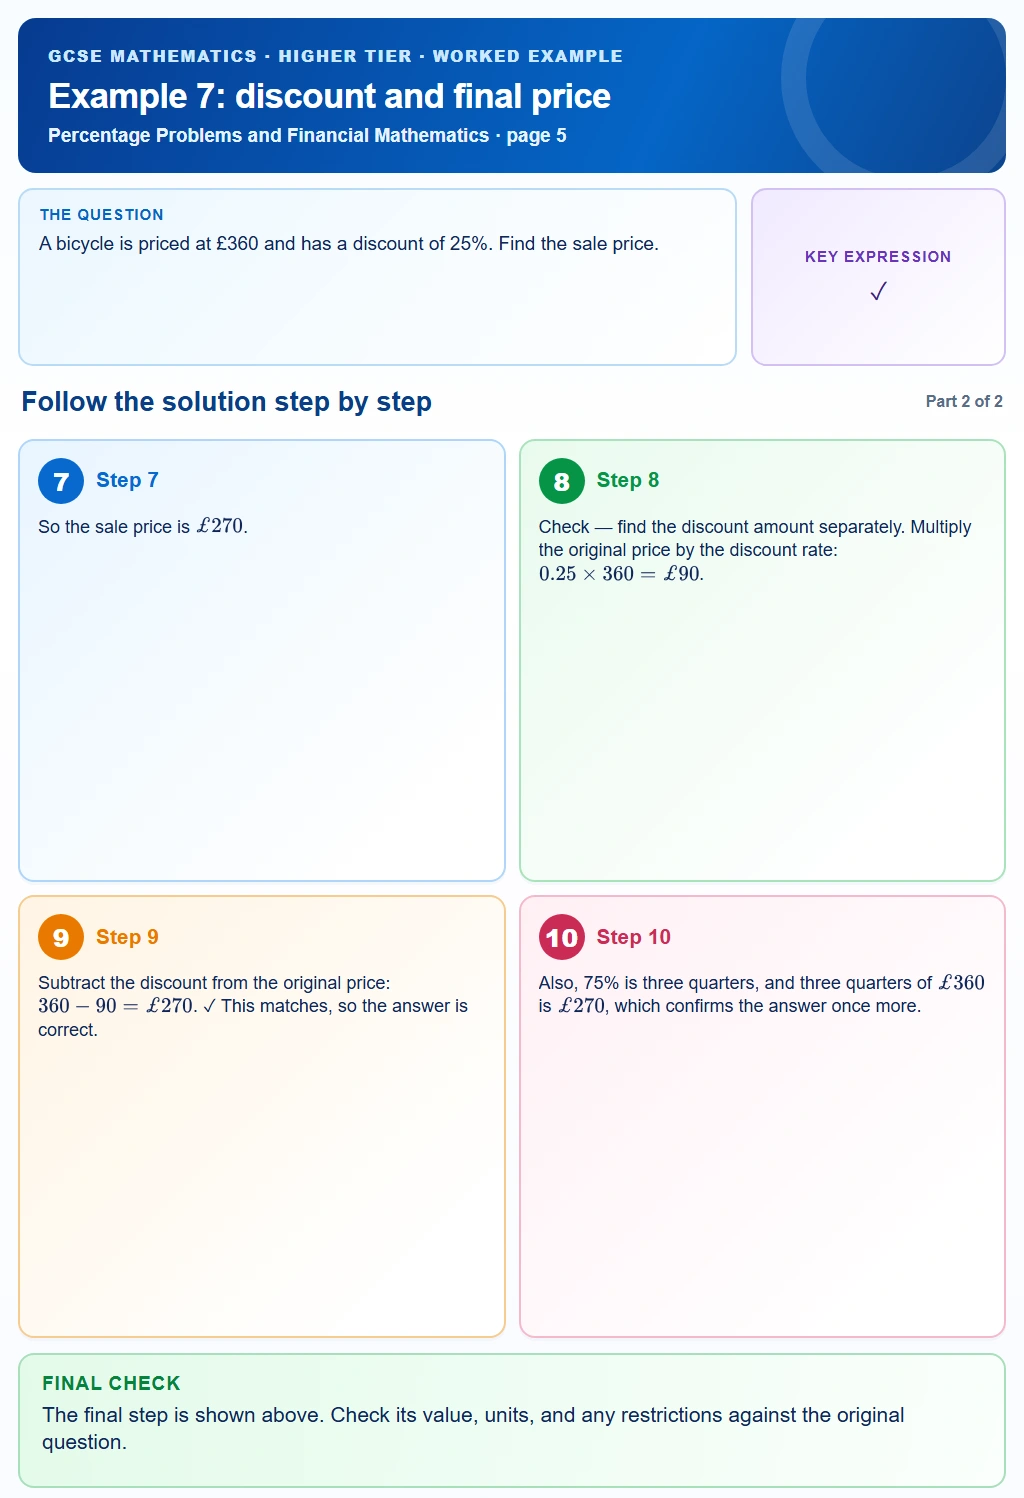 GCSE MATHEMATICS · HIGHER TIER · WORKED EXAMPLE
Example 7: discount and final price
Percentage Problems and Financial Mathematics · page 5
THE QUESTION
A bicycle is priced at £360 and has a discount of 25%. Find the sale price.
KEY EXPRESSION
✓
Follow the solution step by step
Part 2 of 2
7 Step 7
So the sale price is £270.
8 Step 8
Check — find the discount amount separately. Multiply
the original price by the discount rate:
0.25 × 360 = £90.
9 Step 9
Subtract the discount from the original price:
360 − 90 = £270. ✓ This matches, so the answer is
correct.
10 Step 10
Also, 75% is three quarters, and three quarters of £360
is £270, which confirms the answer once more.
FINAL CHECK
The final step is shown above. Check its value, units, and any restrictions against the original
question.